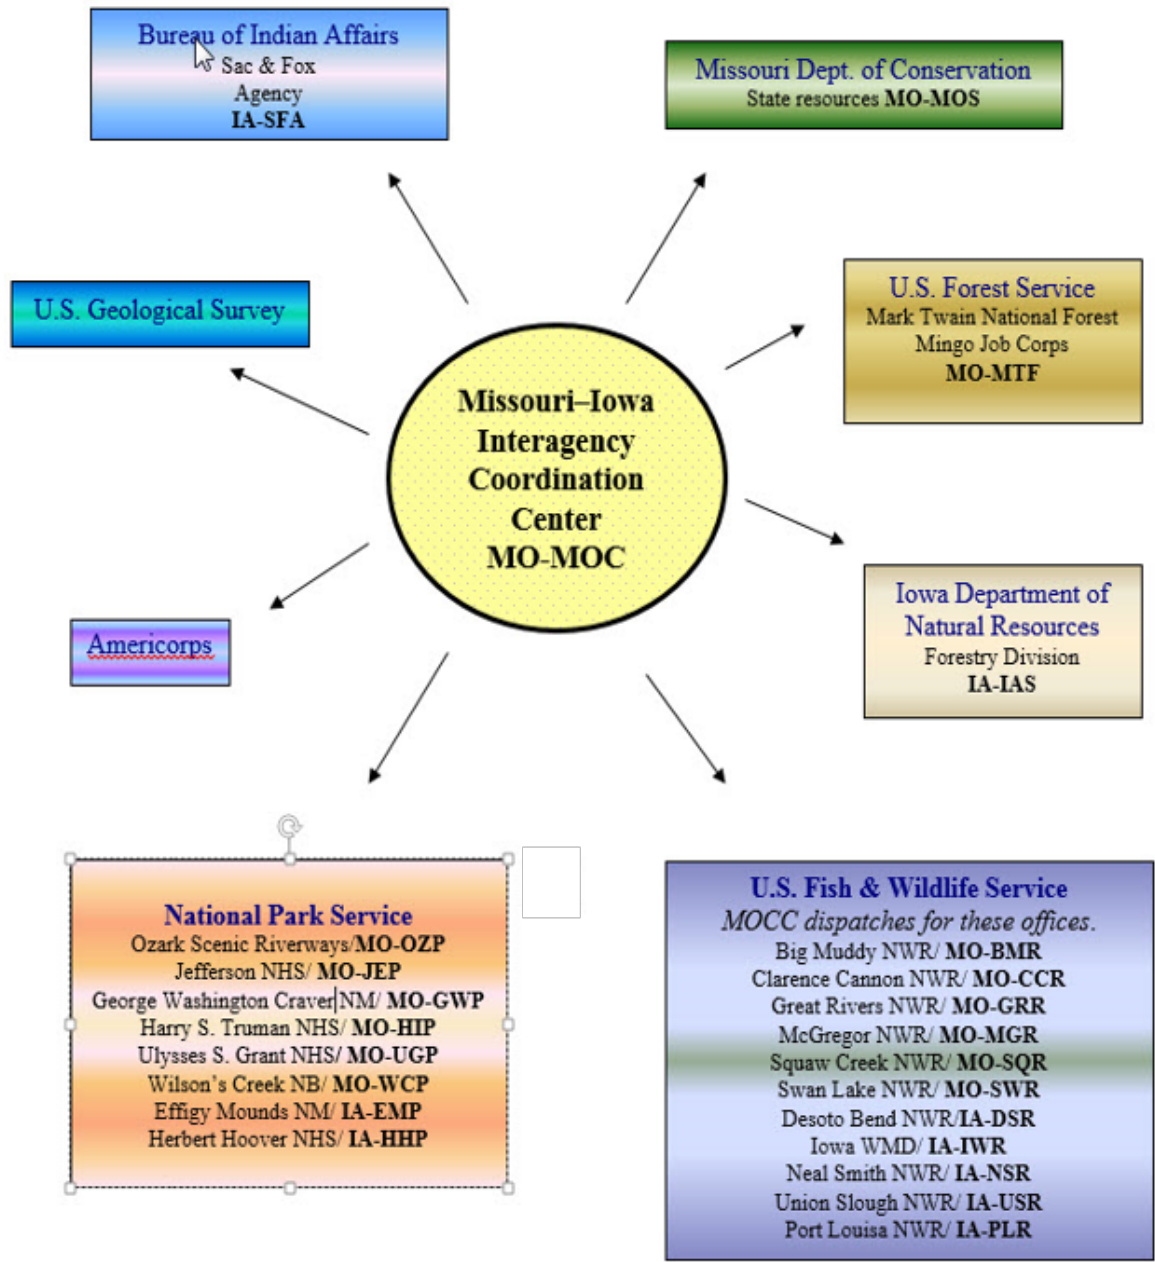 Bureau of Indian Affairs
Sac & Fox
Agency
IA-SFA
Missouri Dept. of Conservation
State resources MO-MOS
U.S. Geological Survey
U.S. Forest Service
Mark Twain National Forest
Mingo Job Corps
MO-MTF
Missouri–Iowa
Interagency
Coordination
Center
MO-MOC
Iowa Department of
Natural Resources
Forestry Division
IA-IAS
Americorps
National Park Service
Ozark Scenic Riverways/MO-OZP
Jefferson NHS/ MO-JEP
George Washington Craver NM/ MO-GWP
Harry S. Truman NHS/ MO-HIP
Ulysses S. Grant NHS/ MO-UGP
Wilson's Creek NB/ MO-WCP
Effigy Mounds NM/ IA-EMP
Herbert Hoover NHS/ IA-HHP
U.S. Fish & Wildlife Service
MOCC dispatches for these offices.
Big Muddy NWR/ MO-BMR
Clarence Cannon NWR/ MO-CCR
Great Rivers NWR/ MO-GRR
McGregor NWR/ MO-MGR
Squaw Creek NWR/ MO-SQR
Swan Lake NWR/ MO-SWR
Desoto Bend NWR/IA-DSR
Iowa WMD/ IA-IWR
Neal Smith NWR/ IA-NSR
Union Slough NWR/ IA-USR
Port Louisa NWR/ IA-PLR